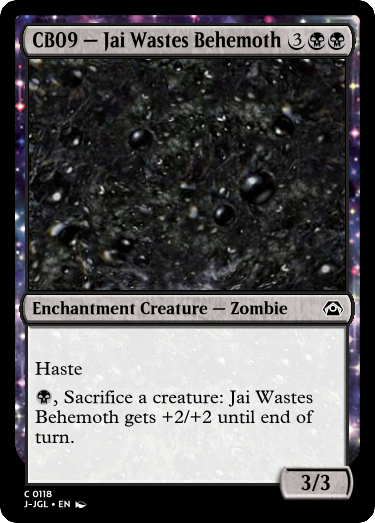 CB09 — Jai Wastes Behemoth 3
Enchantment Creature — Zombie
Haste
, Sacrifice a creature: Jai Wastes
Behemoth gets +2/+2 until end of
turn.
3/3
C 0118
J-JGL • EN